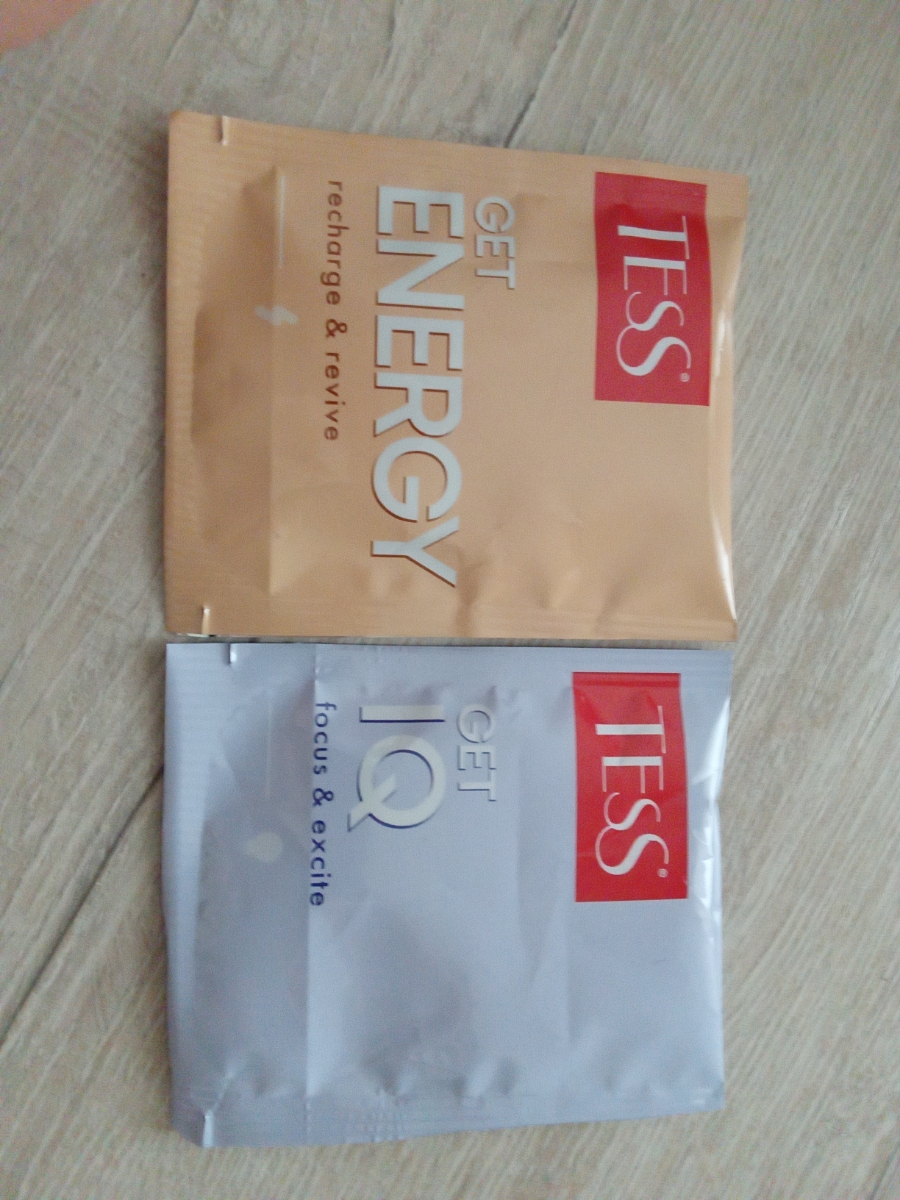 TESS®
GET
ENERGY
recharge & revive
TESS®
GET
IQ
focus & excite